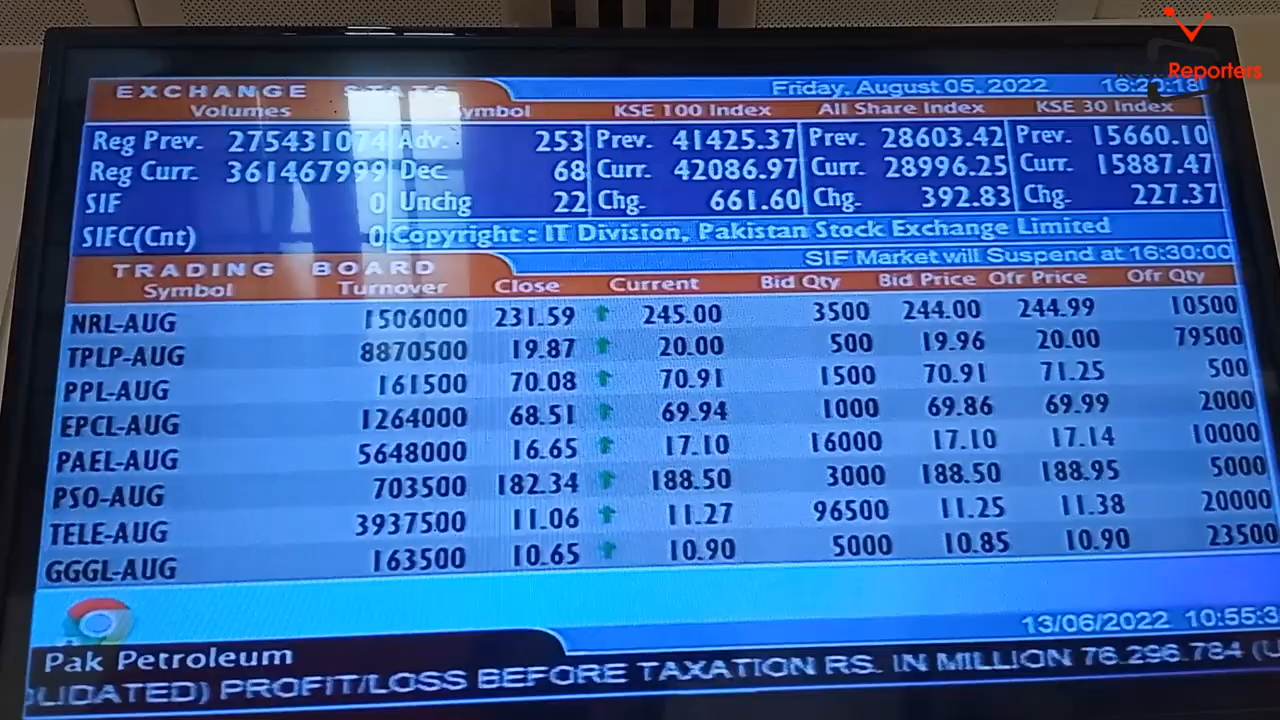 Reporters
EXCHANGE STATS Friday, August 05, 2022 16:20:18
Volumes Symbol KSE 100 Index All Share Index KSE 30 Index
Reg Prev. 275431074 Adv. 253 Prev. 41425.37 Prev. 28603.42 Prev. 15660.10
Reg Curr. 361467999 Dec 68 Curr. 42086.97 Curr. 28996.25 Curr. 15887.47
SIF 0 Unchg 22 Chg. 661.60 Chg. 392.83 Chg. 227.37
SIFC(Cnt) 0 Copyright : IT Division, Pakistan Stock Exchange Limited
TRADING BOARD SIF Market will Suspend at 16:30:00
Symbol Turnover Close Current Bid Qty Bid Price Ofr Price Ofr Qty
NRL-AUG 1506000 231.59 245.00 3500 244.00 244.99 10500
TPLP-AUG 8870500 19.87 20.00 500 19.96 20.00 79500
PPL-AUG 161500 70.08 70.91 1500 70.91 71.25 500
EPCL-AUG 1264000 68.51 69.94 1000 69.86 69.99 2000
PAEL-AUG 5648000 16.65 17.10 16000 17.10 17.14 10000
PSO-AUG 703500 182.34 188.50 3000 188.50 188.95 5000
TELE-AUG 3937500 11.06 11.27 96500 11.25 11.38 20000
GGGL-AUG 163500 10.65 10.90 5000 10.85 10.90 23500
13/06/2022 10:55:3
Pak Petroleum
LIDATED) PROFIT/LOSS BEFORE TAXATION RS. IN MILLION 76.296.784 (U